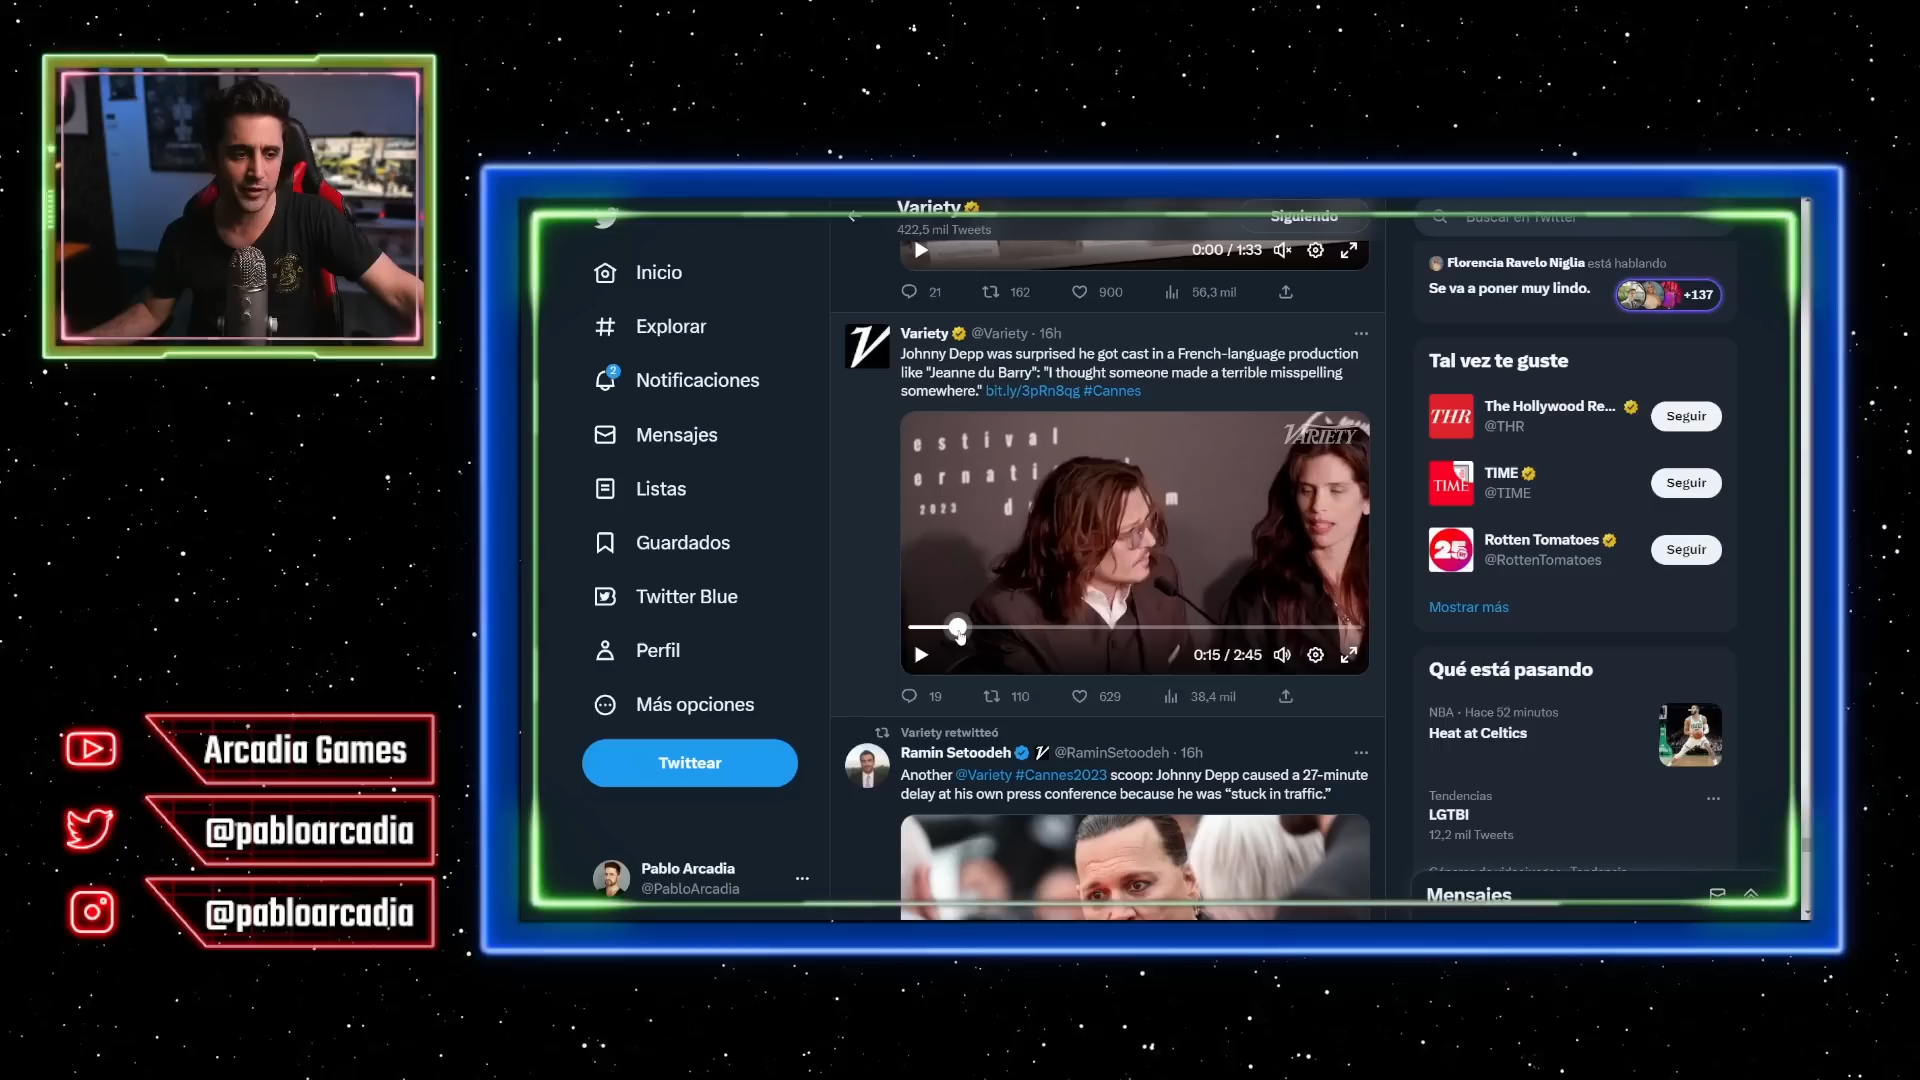 Arcadia Games
@pabloarcadia
@pabloarcadia
Inicio
Explorar
2
Notificaciones
Mensajes
Listas
Guardados
Twitter Blue
Perfil
Más opciones
Twittear
Pablo Arcadia
@PabloArcadia
Variety
422,5 mil Tweets
Siguiendo
0:00 / 1:33
21 162 900 56,3 mil
Variety @Variety · 16h
Johnny Depp was surprised he got cast in a French-language production
like "Jeanne du Barry": "I thought someone made a terrible misspelling
somewhere." bit.ly/3pRn8qg #Cannes
estival
VARIETY
ernati
2023 d m
0:15 / 2:45
19 110 629 38,4 mil
Variety retwitteó
Ramin Setoodeh @RaminSetoodeh · 16h
Another @Variety #Cannes2023 scoop: Johnny Depp caused a 27-minute
delay at his own press conference because he was “stuck in traffic.”
Buscar en Twitter
Florencia Ravelo Niglia está hablando
Se va a poner muy lindo.
+137
Tal vez te guste
THR
The Hollywood Re...
@THR
Seguir
TIME
TIME
@TIME
Seguir
25
Rotten Tomatoes
@RottenTomatoes
Seguir
Mostrar más
Qué está pasando
NBA · Hace 52 minutos
Heat at Celtics
Tendencias
LGTBI
12,2 mil Tweets
Mensajes